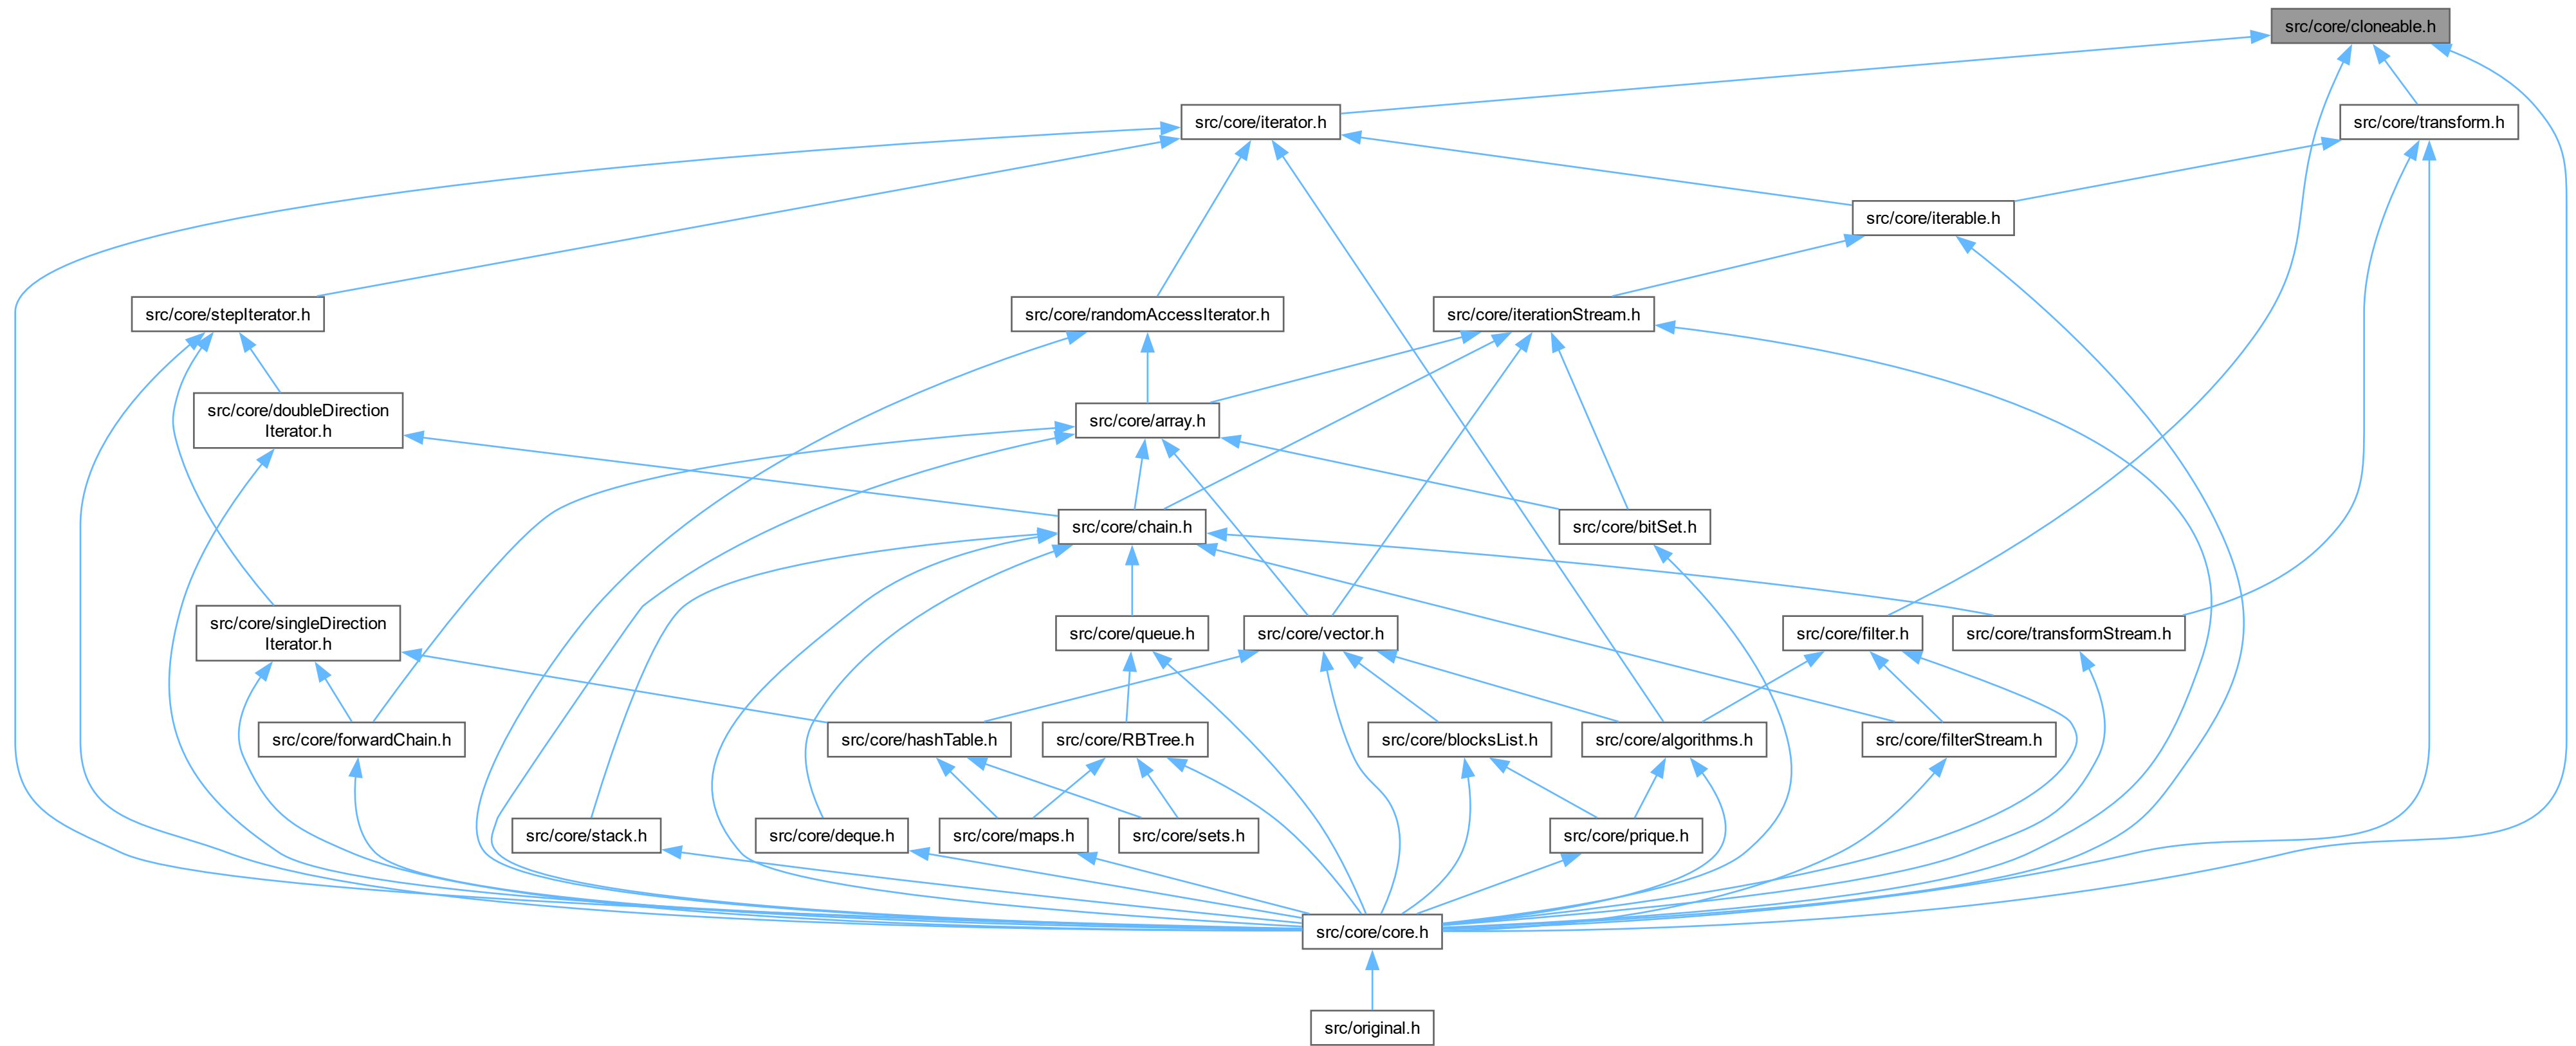 src/core/cloneable.h
src/core/iterator.h
src/core/transform.h
src/core/iterable.h
src/core/stepIterator.h
src/core/randomAccessIterator.h
src/core/iterationStream.h
src/core/doubleDirection
Iterator.h
src/core/array.h
src/core/chain.h
src/core/bitSet.h
src/core/singleDirection
Iterator.h
src/core/queue.h
src/core/vector.h
src/core/filter.h
src/core/transformStream.h
src/core/forwardChain.h
src/core/hashTable.h
src/core/RBTree.h
src/core/blocksList.h
src/core/algorithms.h
src/core/filterStream.h
src/core/stack.h
src/core/deque.h
src/core/maps.h
src/core/sets.h
src/core/prique.h
src/core/core.h
src/original.h